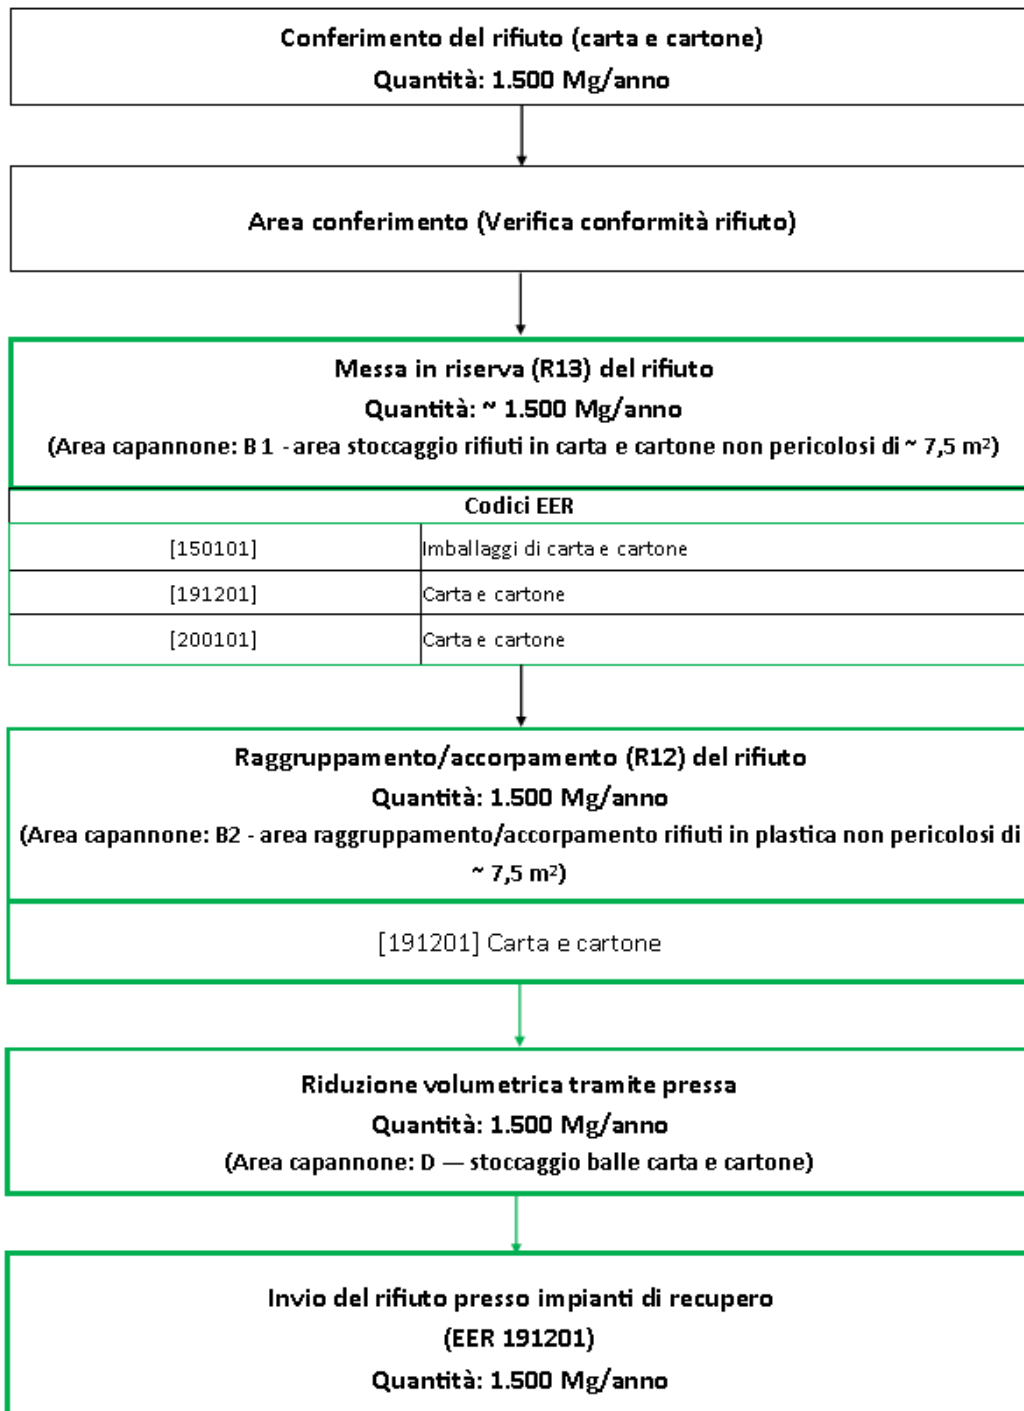 Conferimento del rifiuto (carta e cartone)
Quantità: 1.500 Mg/anno
Area conferimento (Verifica conformità rifiuto)
Messa in riserva (R13) del rifiuto
Quantità: ~ 1.500 Mg/anno
(Area capannone: B 1 - area stoccaggio rifiuti in carta e cartone non pericolosi di ~ 7,5 m²)
Codici EER
[150101] Imballaggi di carta e cartone
[191201] Carta e cartone
[200101] Carta e cartone
Raggruppamento/accorpamento (R12) del rifiuto
Quantità: 1.500 Mg/anno
(Area capannone: B2 - area raggruppamento/accorpamento rifiuti in plastica non pericolosi di
~ 7,5 m²)
[191201] Carta e cartone
Riduzione volumetrica tramite pressa
Quantità: 1.500 Mg/anno
(Area capannone: D — stoccaggio balle carta e cartone)
Invio del rifiuto presso impianti di recupero
(EER 191201)
Quantità: 1.500 Mg/anno